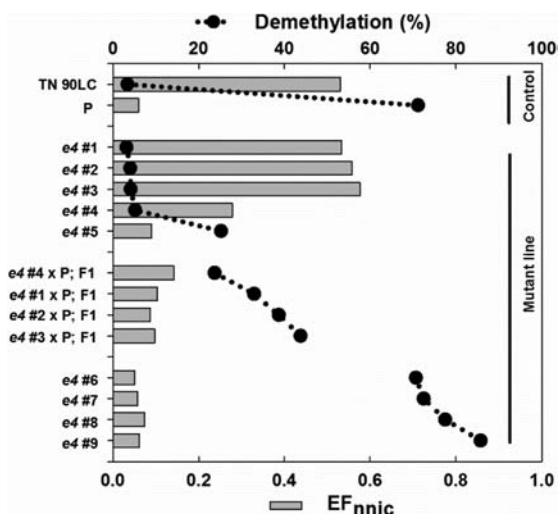 Demethylation (%)
0 20 40 60 80 100
TN 90LC
P
e4 #1
e4 #2
e4 #3
e4 #4
e4 #5
e4 #4 x P; F1
e4 #1 x P; F1
e4 #2 x P; F1
e4 #3 x P; F1
e4 #6
e4 #7
e4 #8
e4 #9
Control
Mutant line
0.0 0.2 0.4 0.6 0.8 1.0
EFnnic